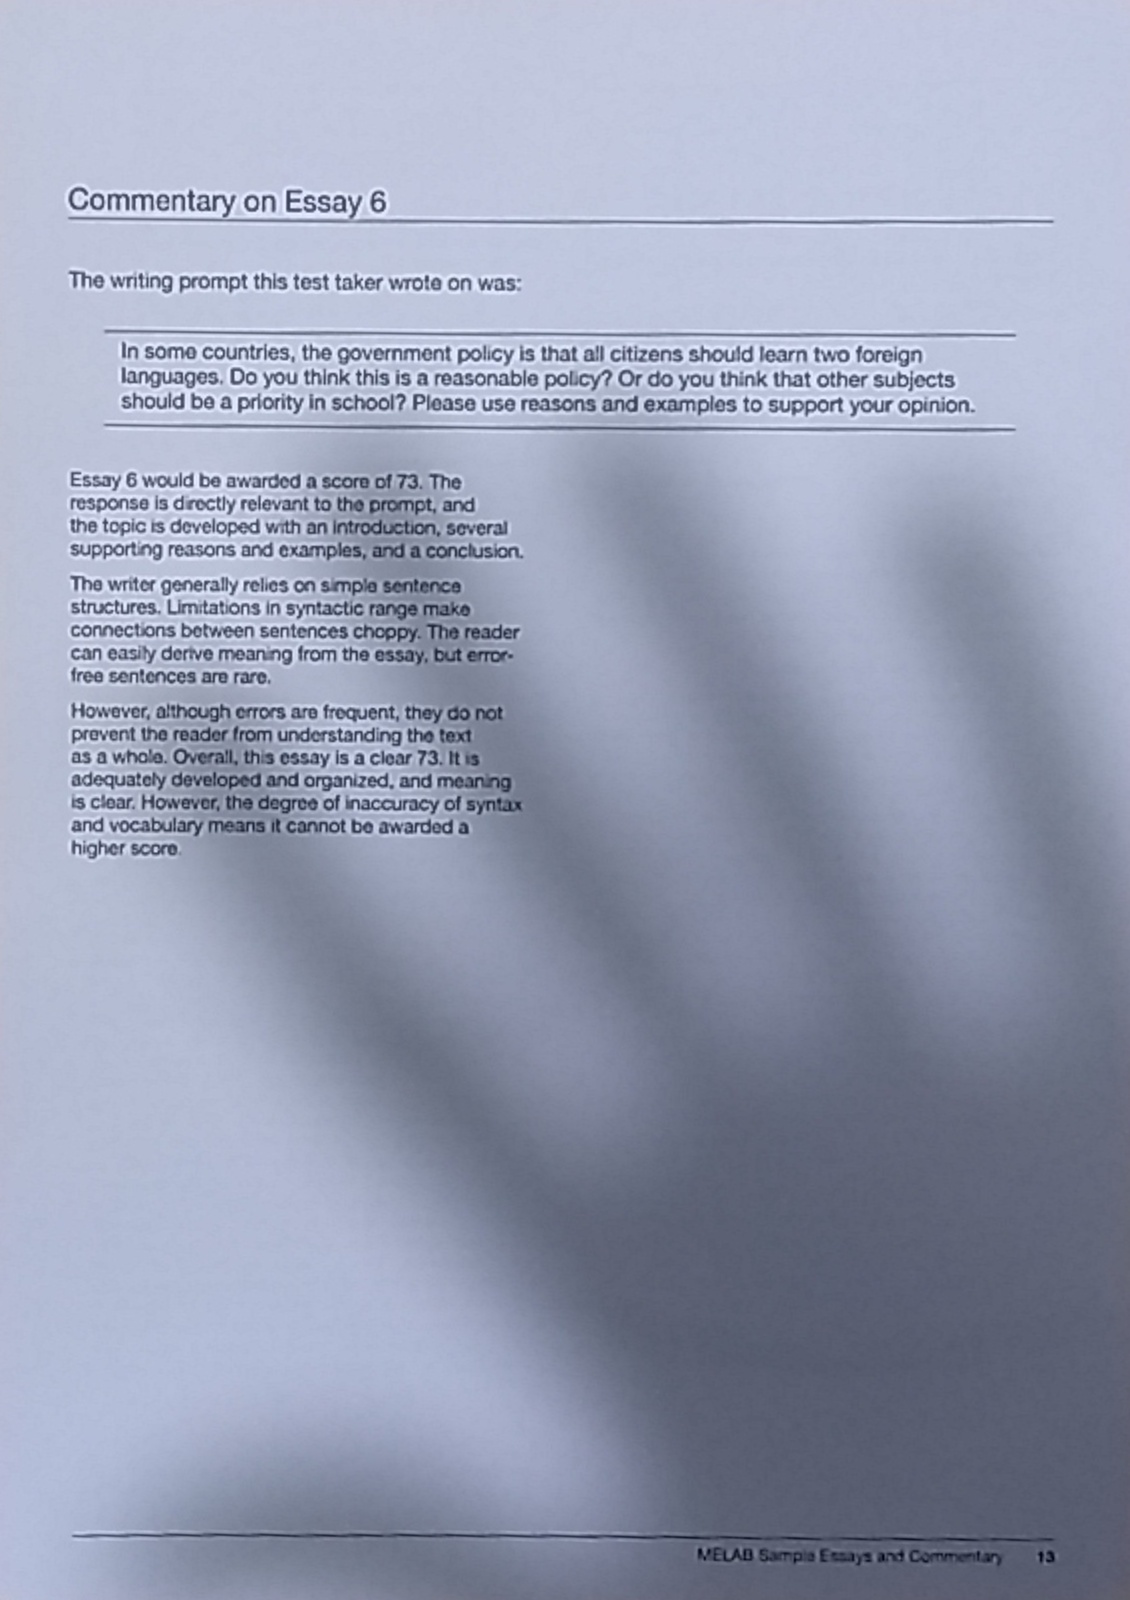 Commentary on Essay 6
The writing prompt this test taker wrote on was:
In some countries, the government policy is that all citizens should learn two foreign
languages. Do you think this is a reasonable policy? Or do you think that other subjects
should be a priority in school? Please use reasons and examples to support your opinion.
Essay 6 would be awarded a score of 73. The
response is directly relevant to the prompt, and
the topic is developed with an introduction, several
supporting reasons and examples, and a conclusion.
The writer generally relies on simple sentence
structures. Limitations in syntactic range make
connections between sentences choppy. The reader
can easily derive meaning from the essay, but error-
free sentences are rare.
However, although errors are frequent, they do not
prevent the reader from understanding the text
as a whole. Overall, this essay is a clear 73. It is
adequately developed and organized, and meaning
is clear. However, the degree of inaccuracy of syntax
and vocabulary means it cannot be awarded a
higher score.
MELAB Sample Essays and Commentary 13